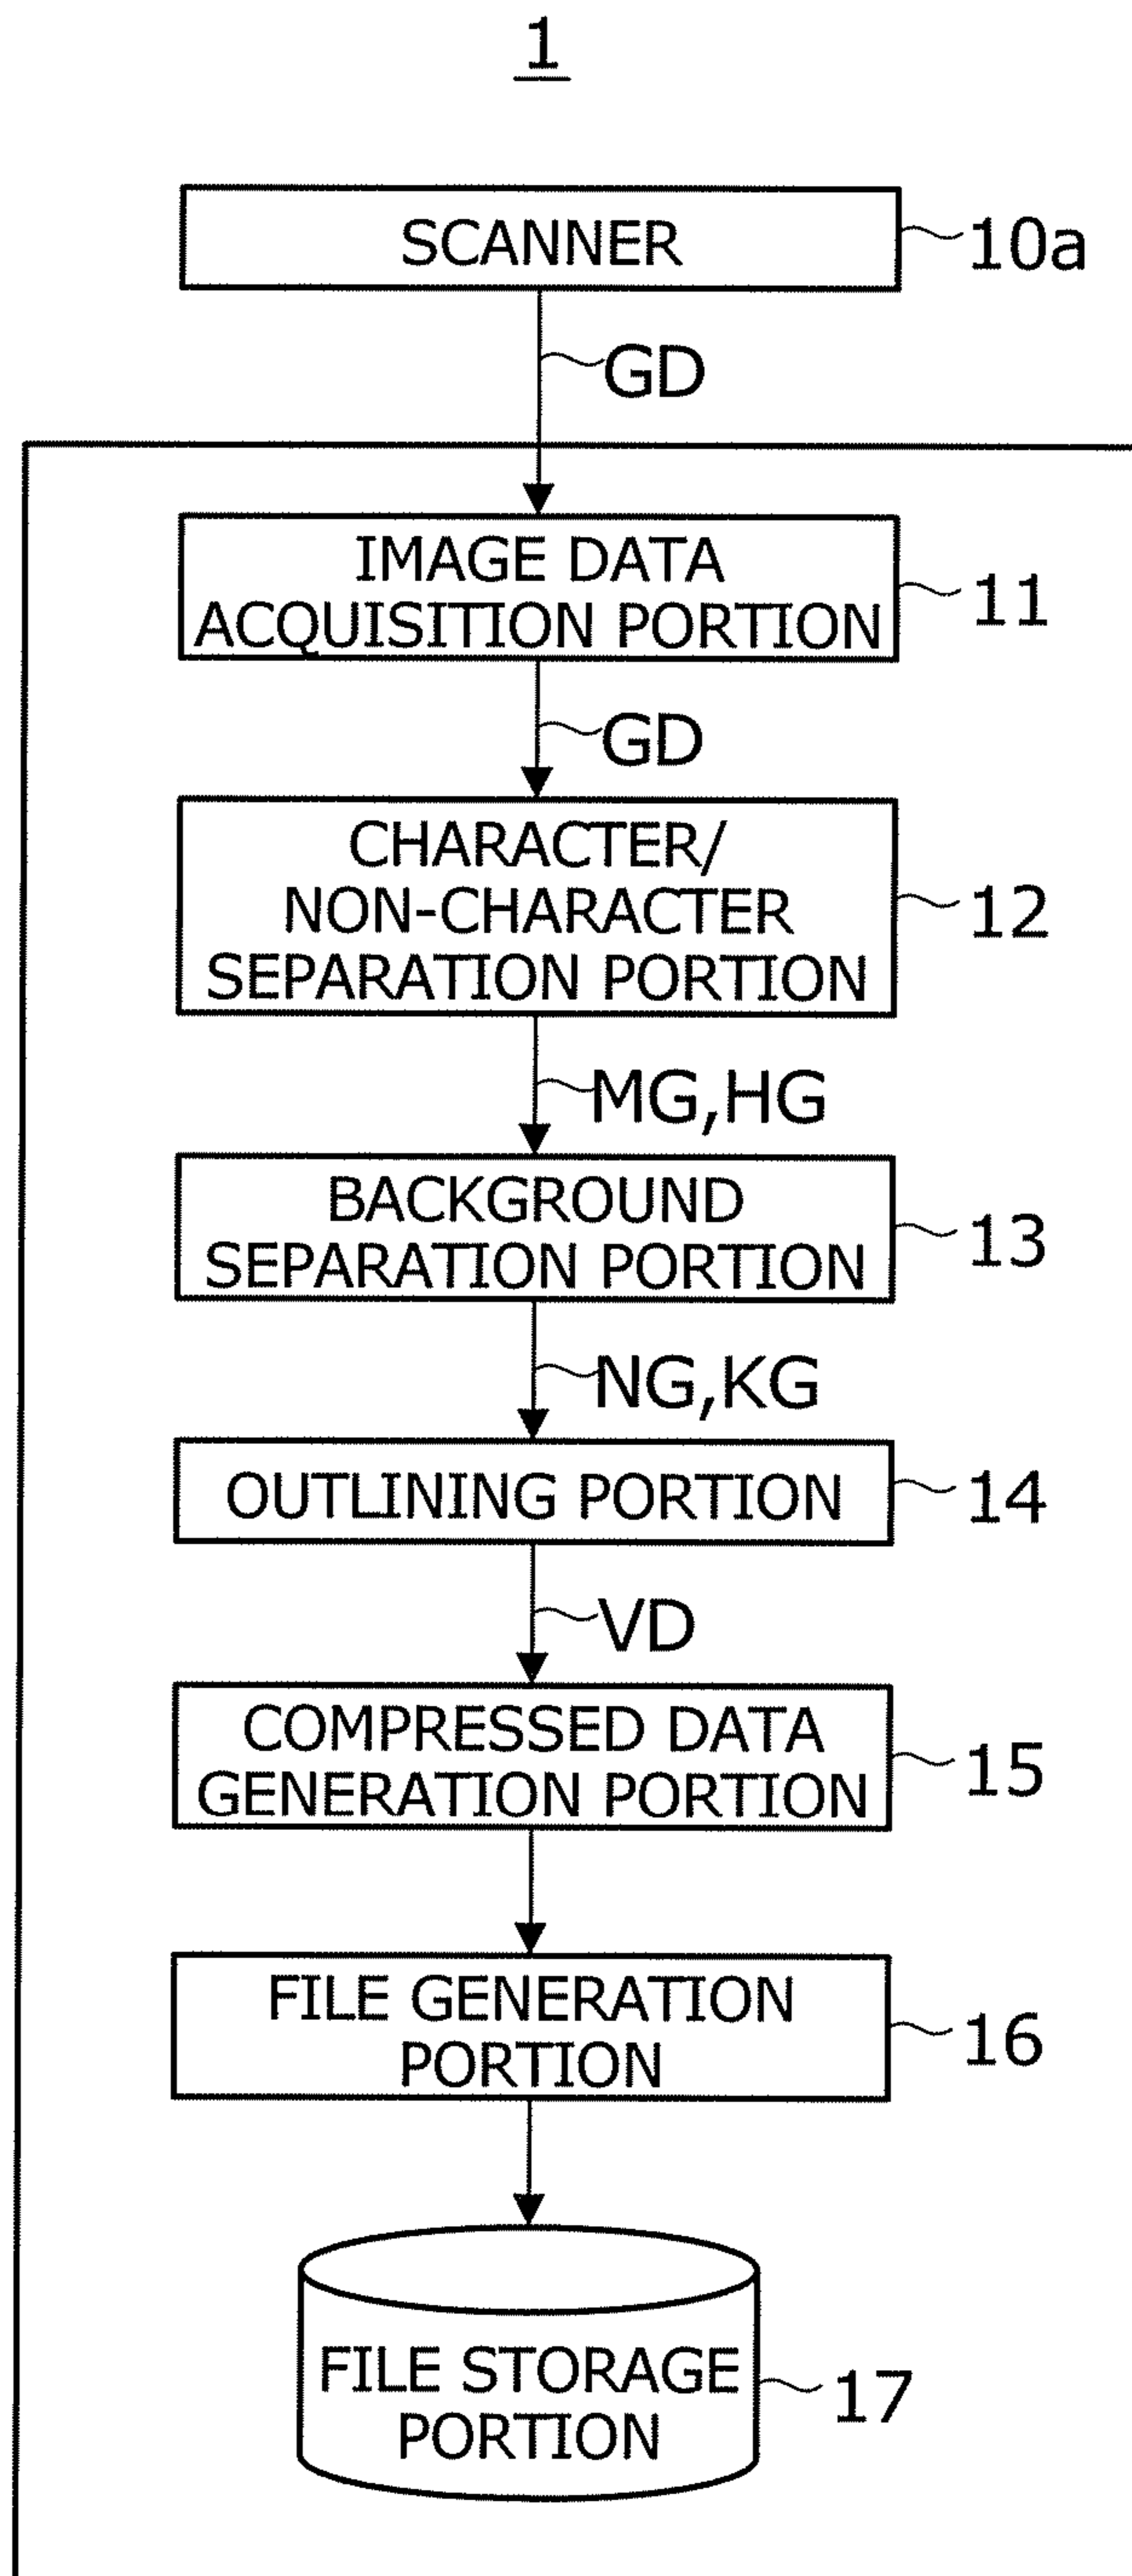 1
SCANNER
10a
GD
IMAGE DATA
ACQUISITION PORTION
11
GD
CHARACTER/
NON-CHARACTER
SEPARATION PORTION
12
MG,HG
BACKGROUND
SEPARATION PORTION
13
NG,KG
OUTLINING PORTION
14
VD
COMPRESSED DATA
GENERATION PORTION
15
FILE GENERATION
PORTION
16
FILE STORAGE
PORTION
17